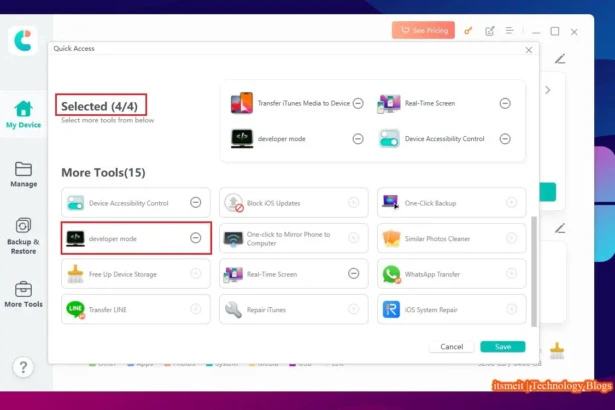 See Pricing
Quick Access
Selected (4/4)
Select more tools from below
Transfer iTunes Media to Device
Real-Time Screen
developer mode
Device Accessibility Control
My Device
Manage
Backup & Restore
More Tools
More Tools(15)
Device Accessibility Control
Block iOS Updates
One-Click Backup
developer mode
One-click to Mirror Phone to Computer
Similar Photos Cleaner
Free Up Device Storage
Real-Time Screen
WhatsApp Transfer
LINE
Transfer LINE
Repair iTunes
iOS System Repair
Cancel
Save
?
itsmeit | Technology Blogs